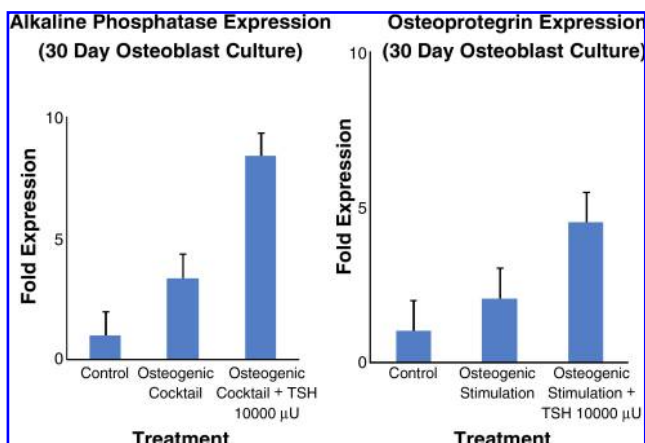 Alkaline Phosphatase Expression
(30 Day Osteoblast Culture)
10
5
0
Fold Expression
Control
Osteogenic
Cocktail
Osteogenic
Cocktail + TSH
10000 μU
Treatment
Osteoprotegrin Expression
(30 Day Osteoblast Culture)
10
5
0
Fold Expression
Control
Osteogenic
Stimulation
Osteogenic
Stimulation +
TSH 10000 μU
Treatment